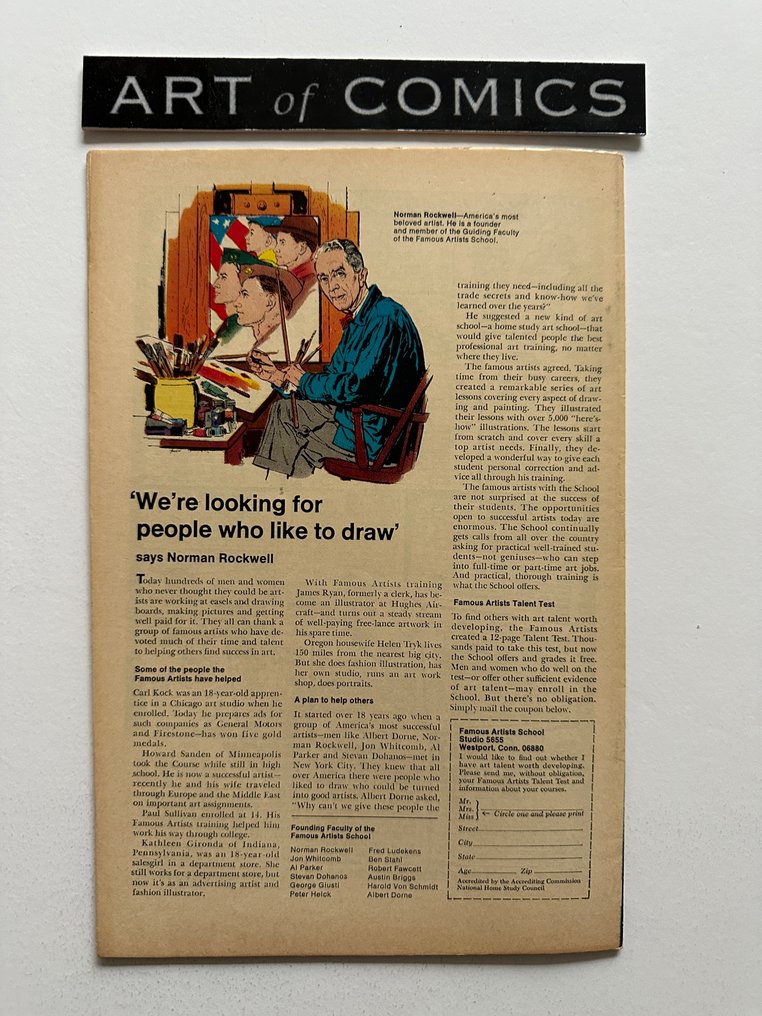 ART of COMICS
Norman Rockwell—America's most
beloved artist. He is a founder
and member of the Guiding Faculty
of the Famous Artists School.
'We're looking for
people who like to draw'
says Norman Rockwell
Today hundreds of men and women
who never thought they could be art-
ists are working at easels and drawing
boards, making pictures and getting
well paid for it. They all can thank a
group of famous artists who have de-
voted much of their time and talent
to helping others find success in art.
Some of the people the
Famous Artists have helped
Carl Kock was an 18-year-old appren-
tice in a Chicago art studio when he
enrolled. Today he prepares ads for
such companies as General Motors
and Firestone—has won five gold
medals.
Howard Sanden of Minneapolis
took the Course while still in high
school. He is now a successful artist—
recently he and his wife traveled
through Europe and the Middle East
on important art assignments.
Paul Sullivan enrolled at 14. His
Famous Artists training helped him
work his way through college.
Kathleen Gironda of Indiana,
Pennsylvania, was an 18-year-old
salesgirl in a department store. She
still works for a department store, but
now it's as an advertising artist and
fashion illustrator.
With Famous Artists training
James Ryan, formerly a clerk, has be-
come an illustrator at Hughes Air-
craft—and turns out a steady stream
of well-paying free-lance artwork in
his spare time.
Oregon housewife Helen Tryk lives
150 miles from the nearest big city.
But she does fashion illustration, has
her own studio, runs an art work
shop, does portraits.
A plan to help others
It started over 18 years ago when a
group of America's most successful
artists—men like Albert Dorne, Nor-
man Rockwell, Jon Whitcomb, Al
Parker and Stevan Dohanos—met in
New York City. They knew that all
over America there were people who
liked to draw who could be turned
into good artists. Albert Dorne asked,
"Why can't we give these people the
Founding Faculty of the
Famous Artists School
Norman Rockwell
Jon Whitcomb
Al Parker
Stevan Dohanos
George Giusti
Peter Helck
Fred Ludekens
Ben Stahl
Robert Fawcett
Austin Briggs
Harold Von Schmidt
Albert Dorne
training they need—including all the
trade secrets and know-how we've
learned over the years?"
He suggested a new kind of art
school—a home study art school—that
would give talented people the best
professional art training, no matter
where they live.
The famous artists agreed. Taking
time from their busy careers, they
created a remarkable series of art
lessons covering every aspect of draw-
ing and painting. They illustrated
their lessons with over 5,000 "here's-
how" illustrations. The lessons start
from scratch and cover every skill a
top artist needs. Finally, they de-
veloped a wonderful way to give each
student personal correction and ad-
vice all through his training.
The famous artists with the School
are not surprised at the success of
their students. The opportunities
open to successful artists today are
enormous. The School continually
gets calls from all over the country
asking for practical well-trained stu-
dents—not geniuses—who can step
into full-time or part-time art jobs.
And practical, thorough training is
what the School offers.
Famous Artists Talent Test
To find others with art talent worth
developing, the Famous Artists
created a 12-page Talent Test. Thou-
sands paid to take this test, but now
the School offers and grades it free.
Men and women who do well on the
test—or offer other sufficient evidence
of art talent—may enroll in the
School. But there's no obligation.
Simply mail the coupon below.
Famous Artists School
Studio 5655
Westport, Conn. 06880
I would like to find out whether I
have art talent worth developing.
Please send me, without obligation,
your Famous Artists Talent Test and
information about your courses.
Mr.
Mrs. ← Circle one and please print
Miss
Street
City
State
Age Zip
Accredited by the Accrediting Commission
National Home Study Council